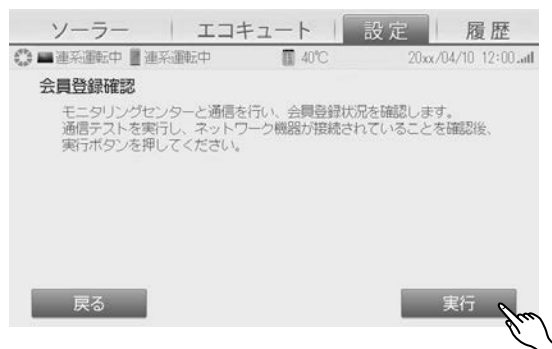 ソーラー エコキュート 設定 履歴
連系運転中 連系運転中 40℃ 20xx/04/10 12:00
会員登録確認
モニタリングセンターと通信を行い、会員登録状況を確認します。
通信テストを実行し、ネットワーク機器が接続されていることを確認後、
実行ボタンを押してください。
戻る 実行